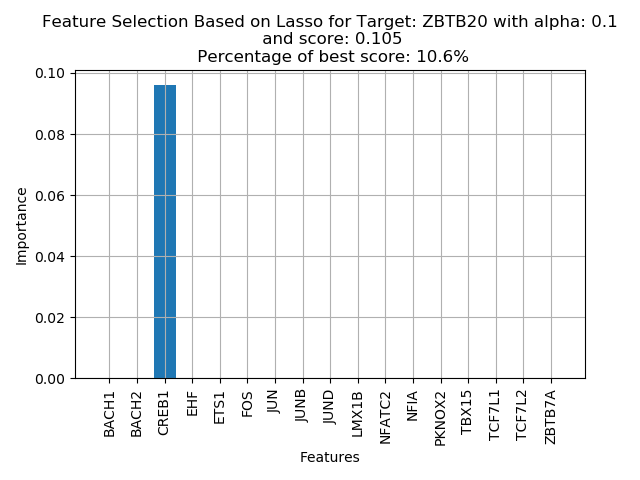 Feature Selection Based on Lasso for Target: ZBTB20 with alpha: 0.1
and score: 0.105
Percentage of best score: 10.6%
0.10
0.08
0.06
0.04
0.02
0.00
Importance
BACH1
BACH2
CREB1
EHF
ETS1
FOS
JUN
JUNB
JUND
LMX1B
NFATC2
NFIA
PKNOX2
TBX15
TCF7L1
TCF7L2
ZBTB7A
Features